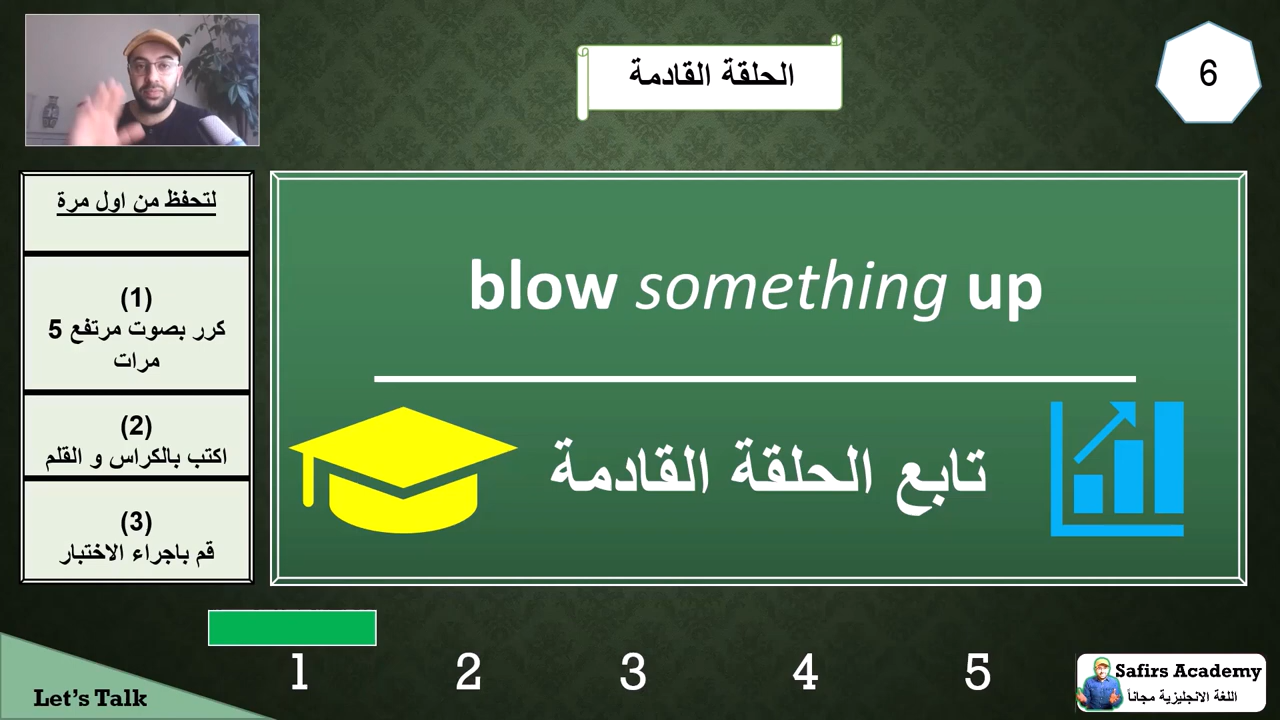 الحلقة القادمة
6
لتحفظ من اول مرة
(1)
كرر بصوت مرتفع 5
مرات
(2)
اكتب بالكراس و القلم
(3)
قم باجراء الاختبار
blow something up
تابع الحلقة القادمة
1 2 3 4 5
Let's Talk
Safirs Academy
اللغة الانجليزية مجاناً